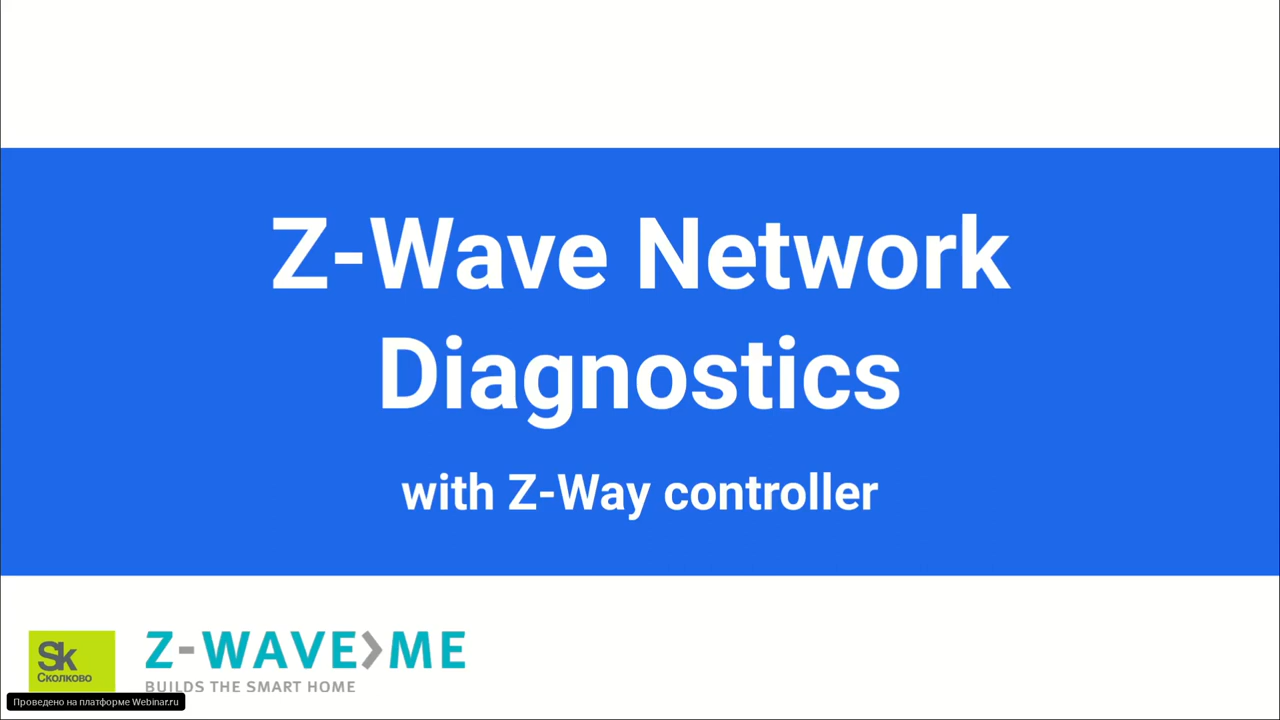 Z-Wave Network
Diagnostics
with Z-Way controller
Sk
Сколково
Z-WAVE>ME
BUILDS THE SMART HOME
Проведено на платформе Webinar.ru